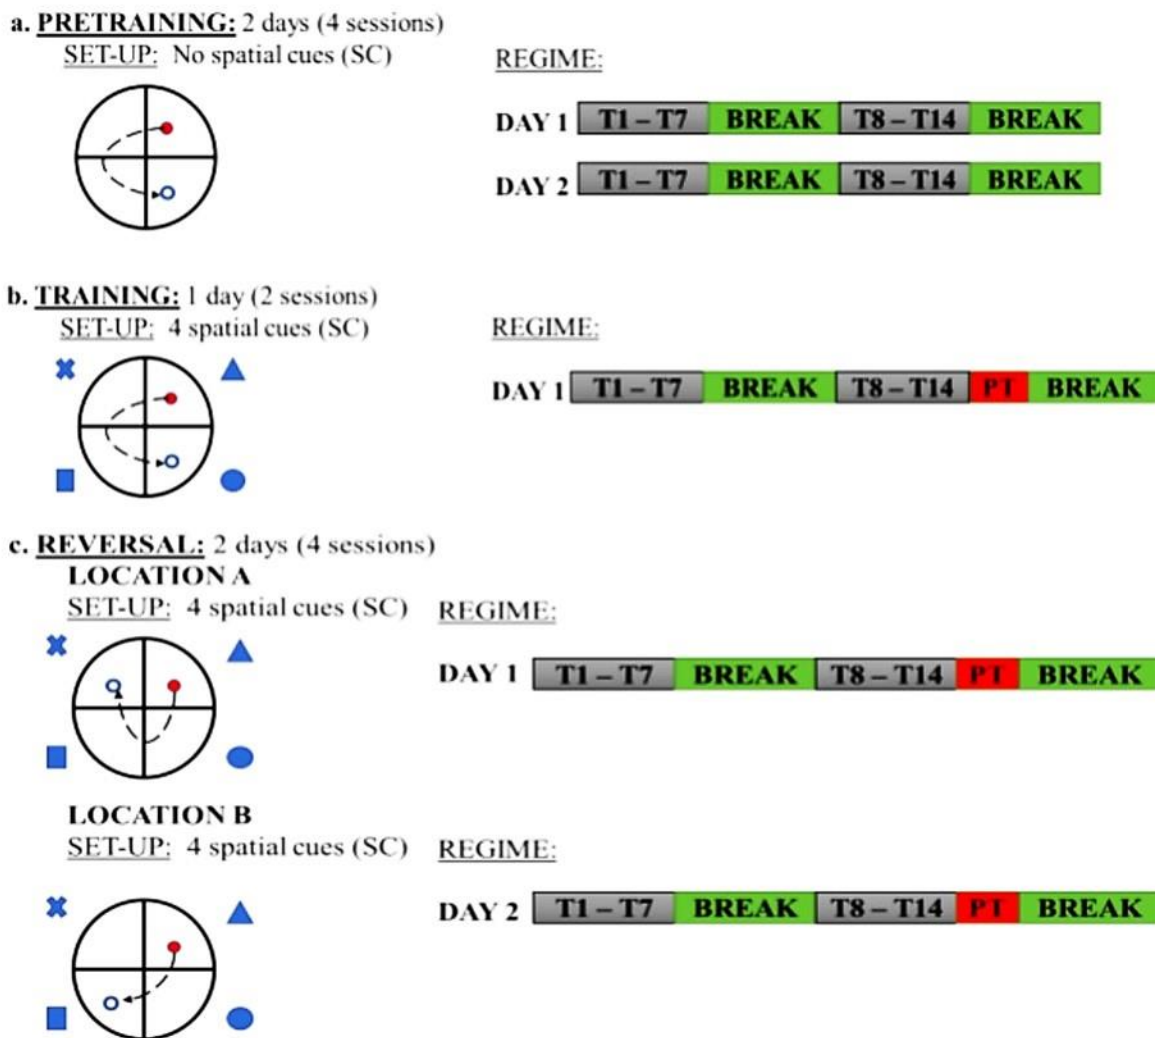 a. PRETRAINING: 2 days (4 sessions)
SET-UP: No spatial cues (SC)
REGIME:
DAY 1 T1 – T7 BREAK T8 – T14 BREAK
DAY 2 T1 – T7 BREAK T8 – T14 BREAK
b. TRAINING: 1 day (2 sessions)
SET-UP: 4 spatial cues (SC)
REGIME:
DAY 1 T1 – T7 BREAK T8 – T14 PT BREAK
c. REVERSAL: 2 days (4 sessions)
LOCATION A
SET-UP: 4 spatial cues (SC)
REGIME:
DAY 1 T1 – T7 BREAK T8 – T14 PT BREAK
LOCATION B
SET-UP: 4 spatial cues (SC)
REGIME:
DAY 2 T1 – T7 BREAK T8 – T14 PT BREAK